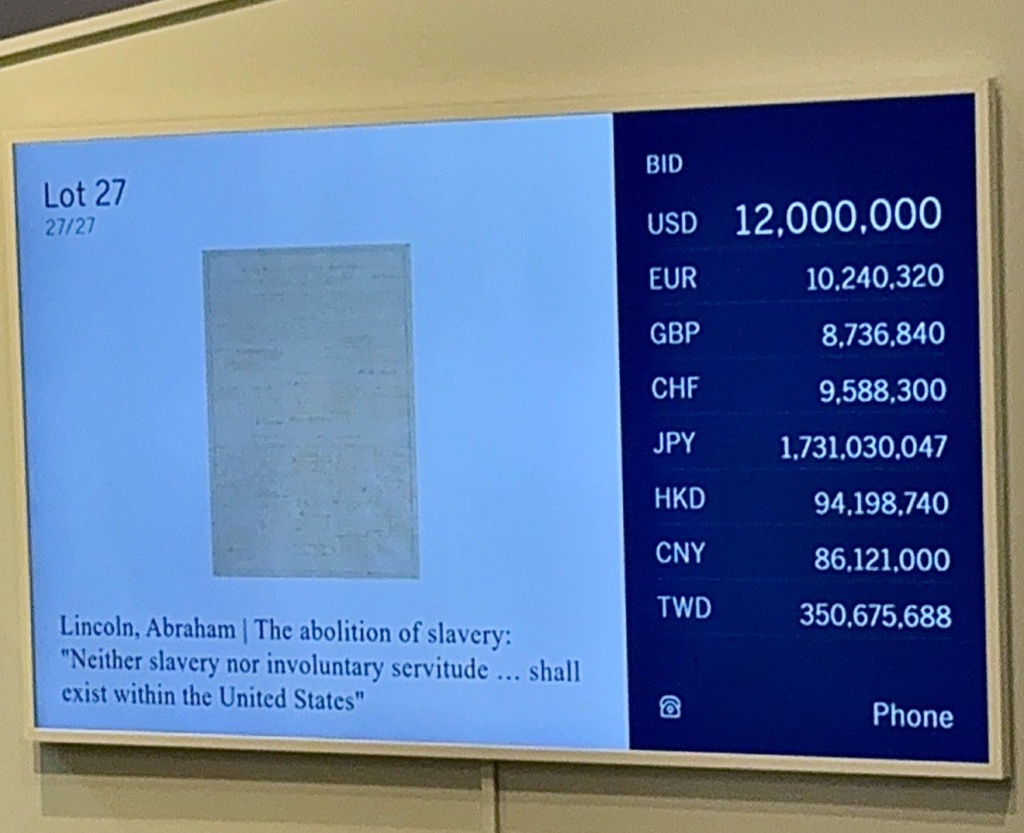 Lot 27
27/27
Lincoln, Abraham | The abolition of slavery:
"Neither slavery nor involuntary servitude ... shall
exist within the United States"
BID
USD 12,000,000
EUR 10,240,320
GBP 8,736,840
CHF 9,588,300
JPY 1,731,030,047
HKD 94,198,740
CNY 86,121,000
TWD 350,675,688
Phone